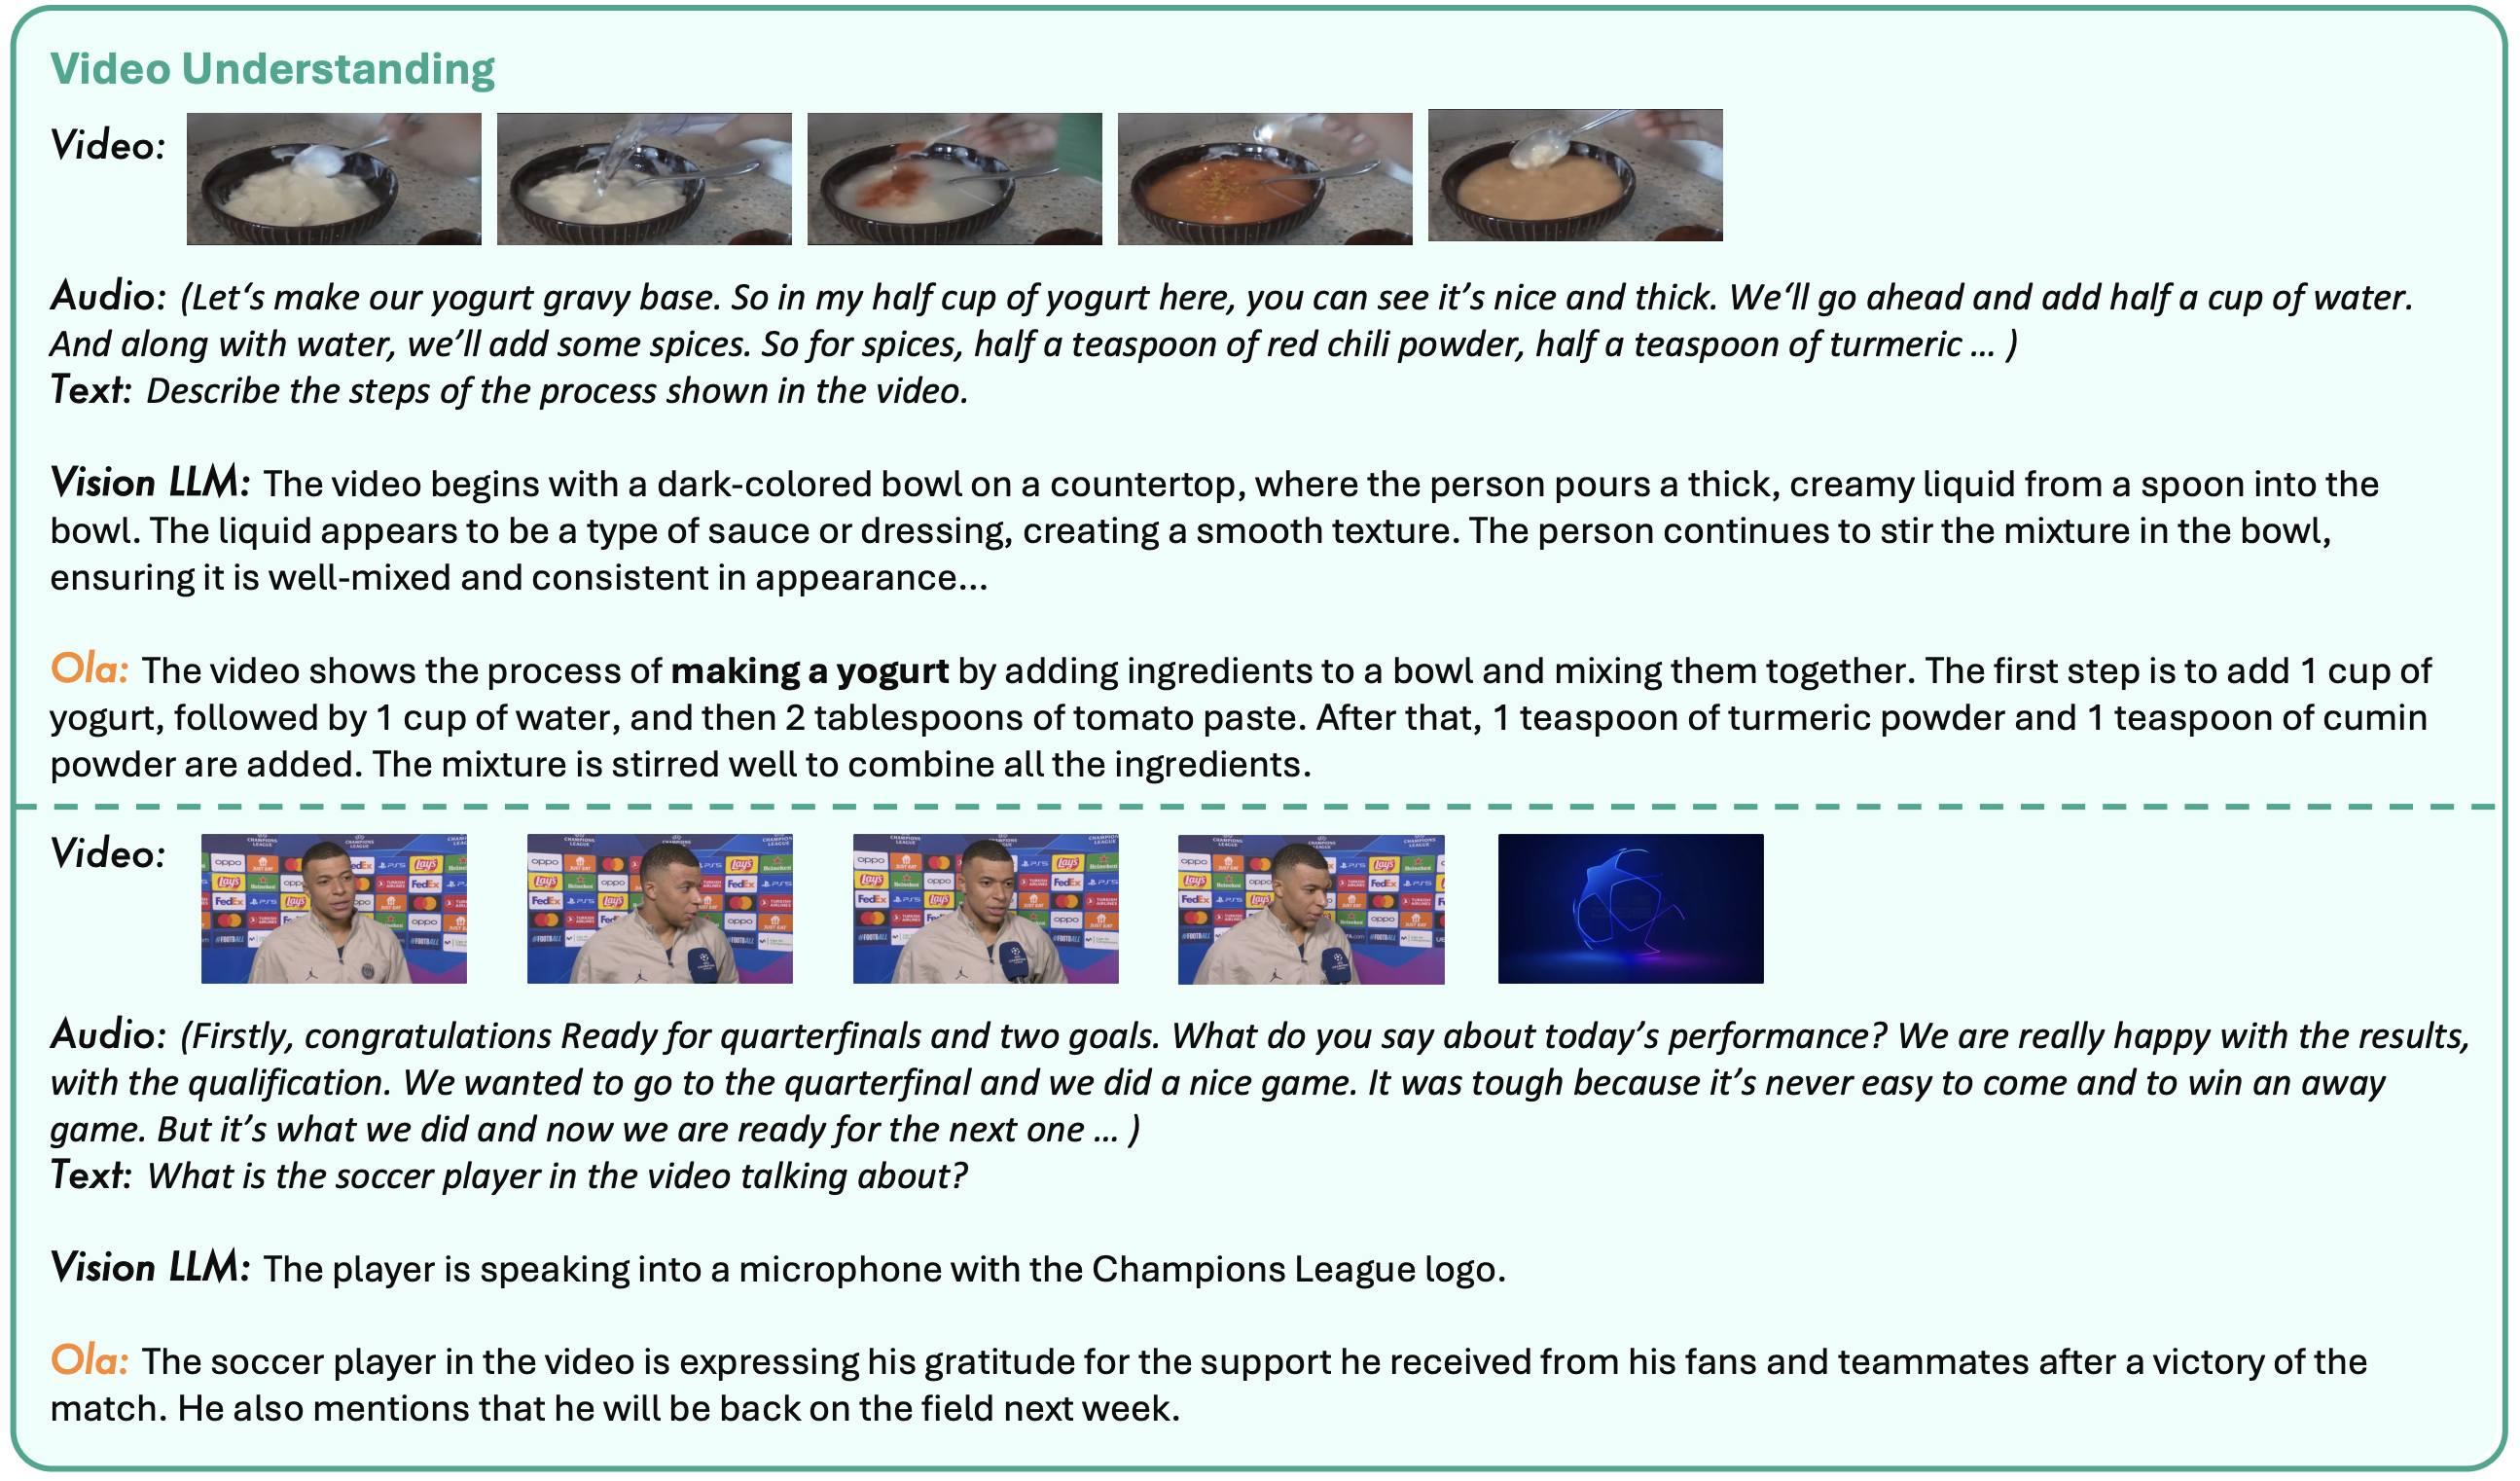 Video Understanding
Video:
Audio: (Let‘s make our yogurt gravy base. So in my half cup of yogurt here, you can see it’s nice and thick. We‘ll go ahead and add half a cup of water.
And along with water, we’ll add some spices. So for spices, half a teaspoon of red chili powder, half a teaspoon of turmeric ... )
Text: Describe the steps of the process shown in the video.
Vision LLM: The video begins with a dark-colored bowl on a countertop, where the person pours a thick, creamy liquid from a spoon into the
bowl. The liquid appears to be a type of sauce or dressing, creating a smooth texture. The person continues to stir the mixture in the bowl,
ensuring it is well-mixed and consistent in appearance...
Ola: The video shows the process of making a yogurt by adding ingredients to a bowl and mixing them together. The first step is to add 1 cup of
yogurt, followed by 1 cup of water, and then 2 tablespoons of tomato paste. After that, 1 teaspoon of turmeric powder and 1 teaspoon of cumin
powder are added. The mixture is stirred well to combine all the ingredients.
Video:
Audio: (Firstly, congratulations Ready for quarterfinals and two goals. What do you say about today’s performance? We are really happy with the results,
with the qualification. We wanted to go to the quarterfinal and we did a nice game. It was tough because it’s never easy to come and to win an away
game. But it’s what we did and now we are ready for the next one ... )
Text: What is the soccer player in the video talking about?
Vision LLM: The player is speaking into a microphone with the Champions League logo.
Ola: The soccer player in the video is expressing his gratitude for the support he received from his fans and teammates after a victory of the
match. He also mentions that he will be back on the field next week.